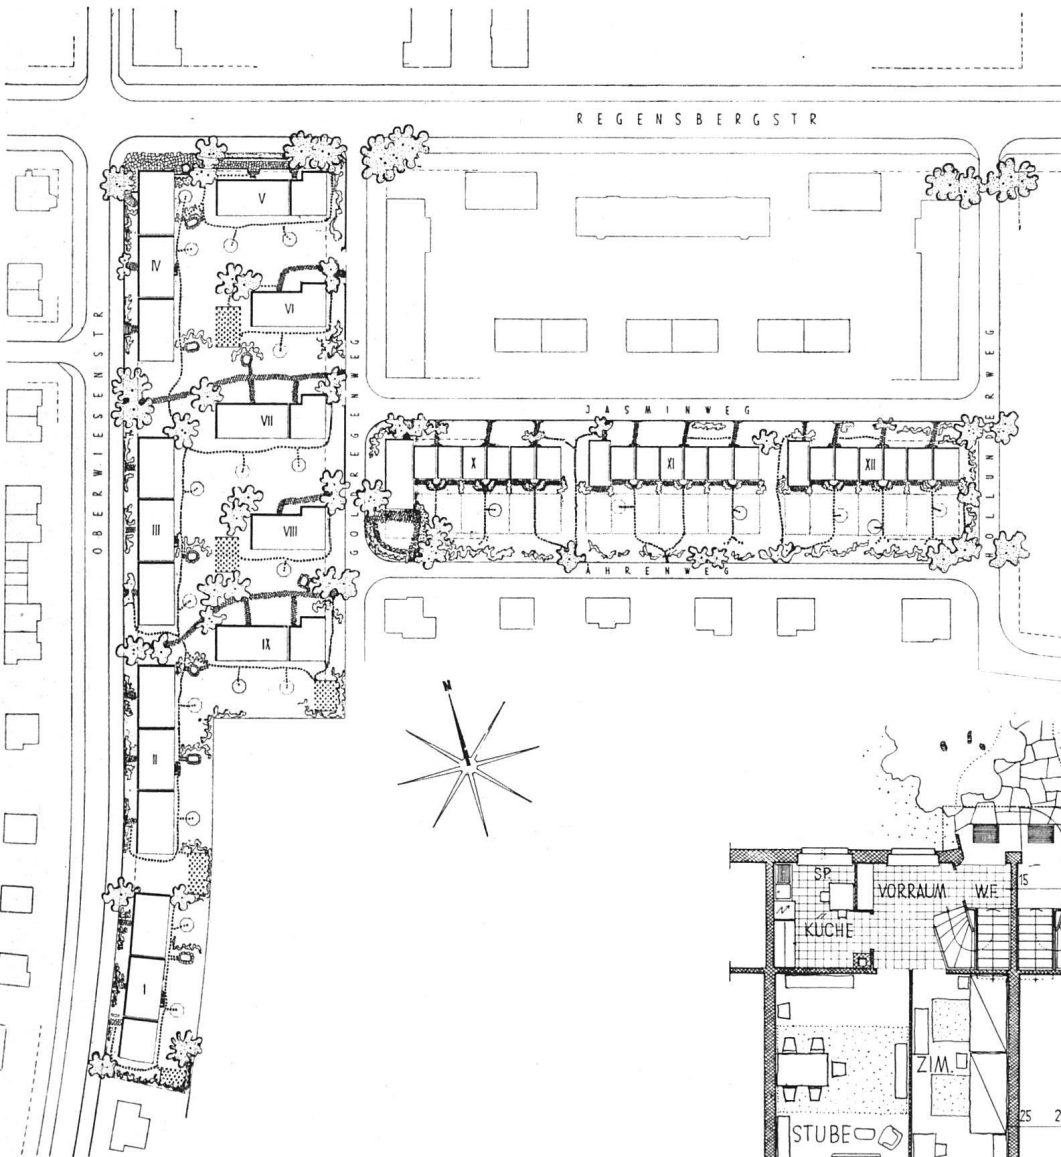 REGENSBERGSTR
V
IV
VI
OBERWIESENSTR
GOLDREGENWEG
HOLLUNDERWEG
JASMINWEG
VII
X
XI
XII
III
VIII
ÄHRENWEG
IX
N
II
I
SP.
VORRAUM
W.F.
15
KÜCHE
ZIM.
25
2
STUBE